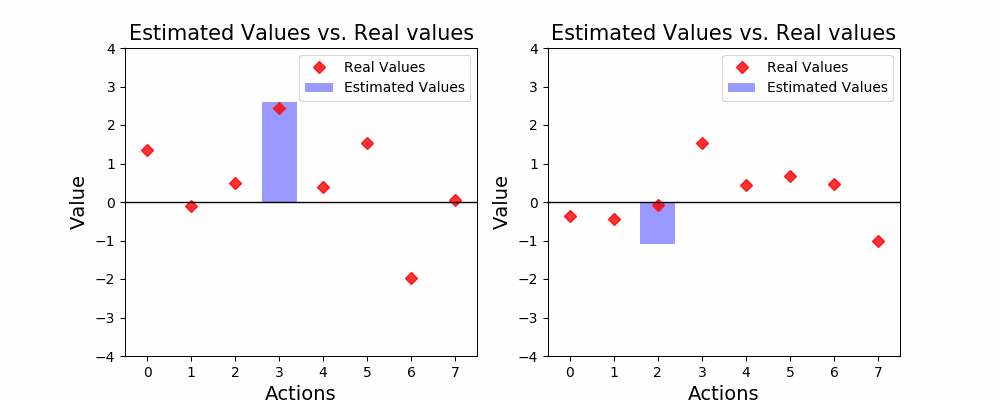 Estimated Values vs. Real values
4
3
2
1
0
−1
−2
−3
−4
Value
Real Values
Estimated Values
0 1 2 3 4 5 6 7
Actions
Estimated Values vs. Real values
4
3
2
1
0
−1
−2
−3
−4
Value
Real Values
Estimated Values
0 1 2 3 4 5 6 7
Actions